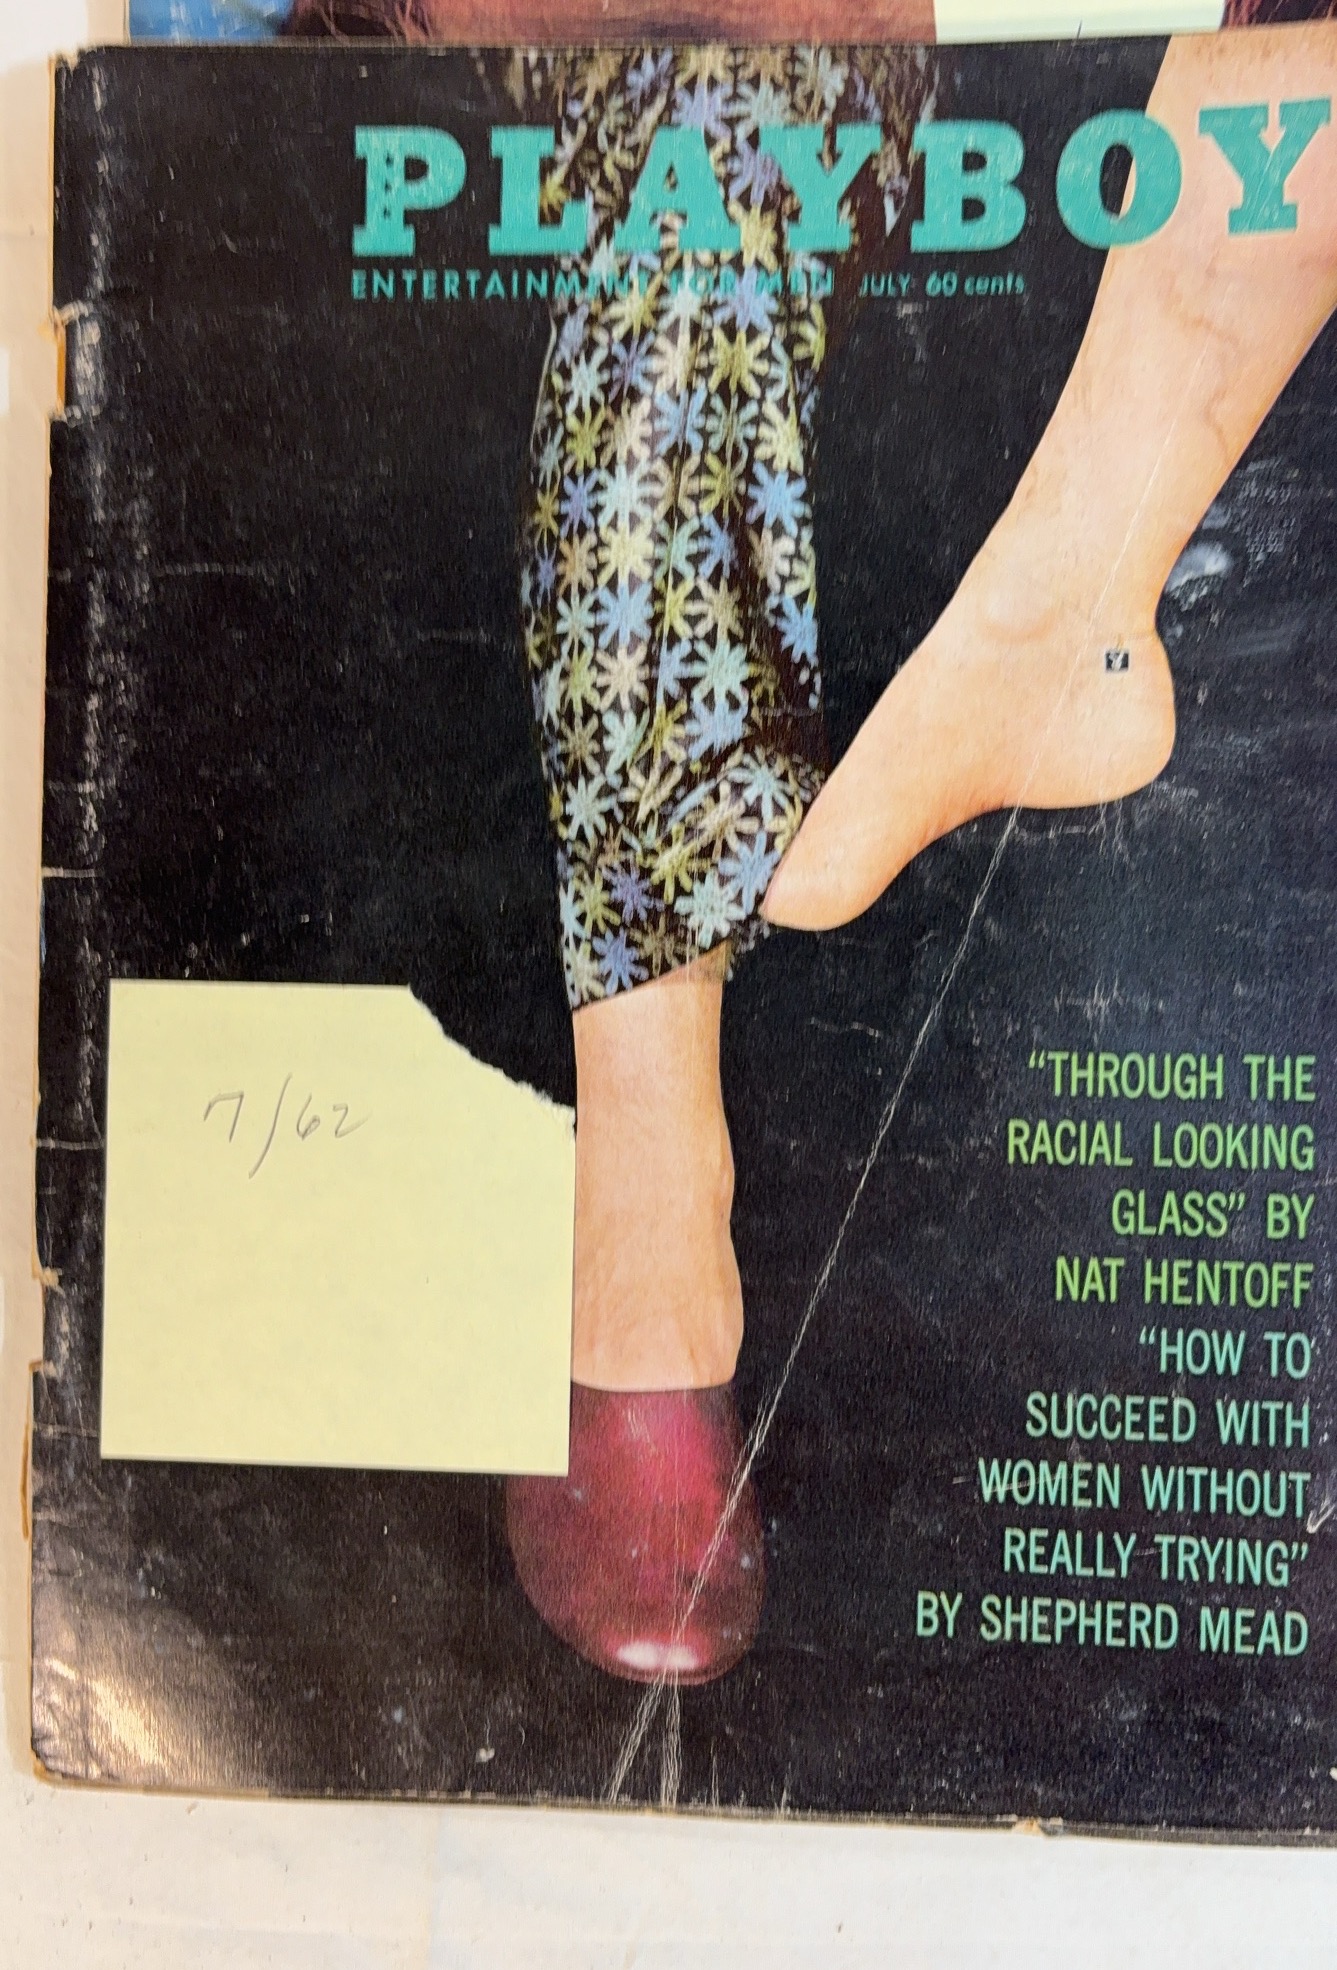 PLAYBOY
ENTERTAINMENT FOR MEN JULY 60 cents
7/62
“THROUGH THE
RACIAL LOOKING
GLASS” BY
NAT HENTOFF
“HOW TO
SUCCEED WITH
WOMEN WITHOUT
REALLY TRYING”
BY SHEPHERD MEAD